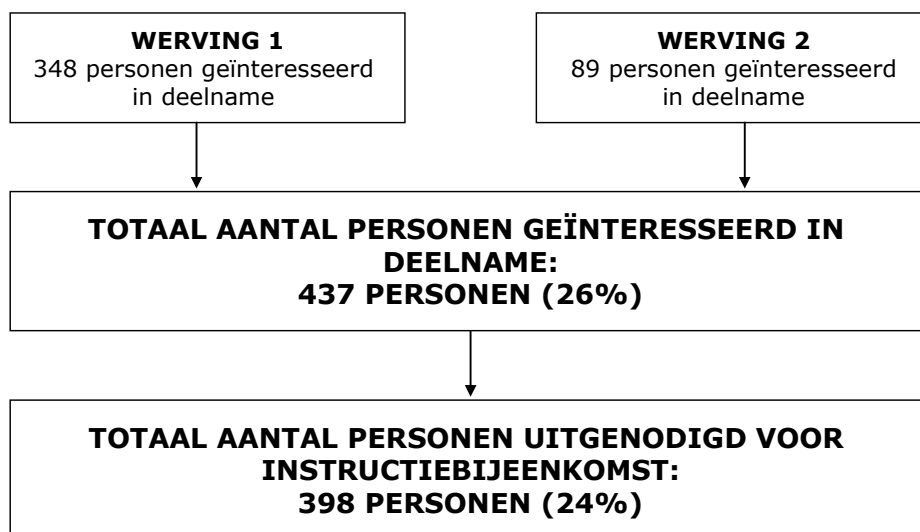 WERVING 1
348 personen geïnteresseerd
in deelname
WERVING 2
89 personen geïnteresseerd
in deelname
TOTAAL AANTAL PERSONEN GEÏNTERESSEERD IN
DEELNAME:
437 PERSONEN (26%)
TOTAAL AANTAL PERSONEN UITGENODIGD VOOR
INSTRUCTIEBIJEENKOMST:
398 PERSONEN (24%)